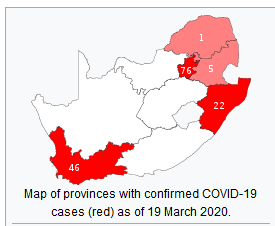 1
76*
5
22
46
Map of provinces with confirmed COVID-19
cases (red) as of 19 March 2020.